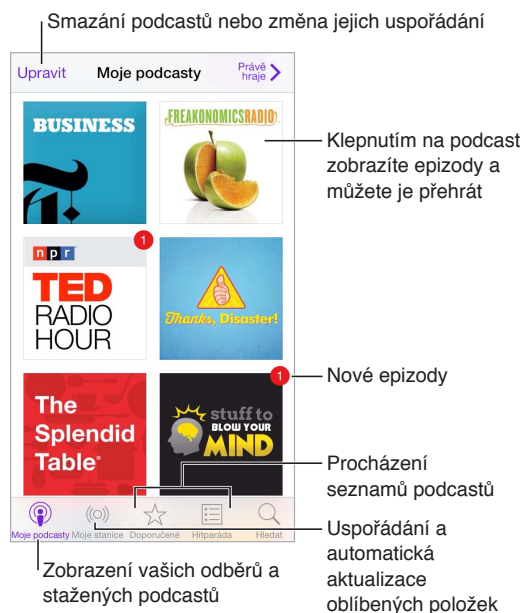 Smazání podcastů nebo změna jejich uspořádání
Upravit
Moje podcasty
Právě
hraje
BUSINESS
FREAKONOMICSRADIO
Klepnutím na podcast
zobrazíte epizody a
můžete je přehrát
npr
1
TED
RADIO
HOUR
Thanks, Disaster!
Nové epizody
1
The
Splendid
Table®
stuff to
BLOW YOUR
MIND
Procházení
seznamů podcastů
Moje podcasty
Moje stanice
Doporučené
Hitparáda
Hledat
Uspořádání a
automatická
aktualizace
oblíbených položek
Zobrazení vašich odběrů a
stažených podcastů